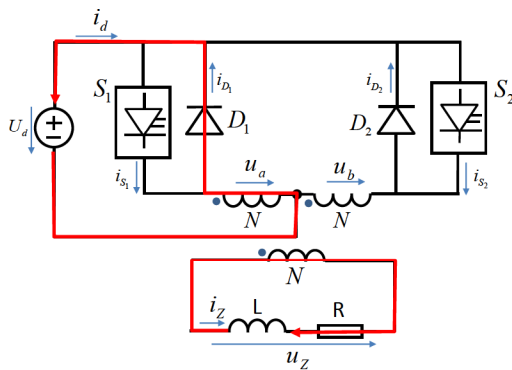 i_d
S_1
i_{D_1}
D_1
i_{D_2}
D_2
S_2
U_d
i_{S_1}
u_a
u_b
i_{S_2}
N
N
N
i_Z
L
R
u_Z